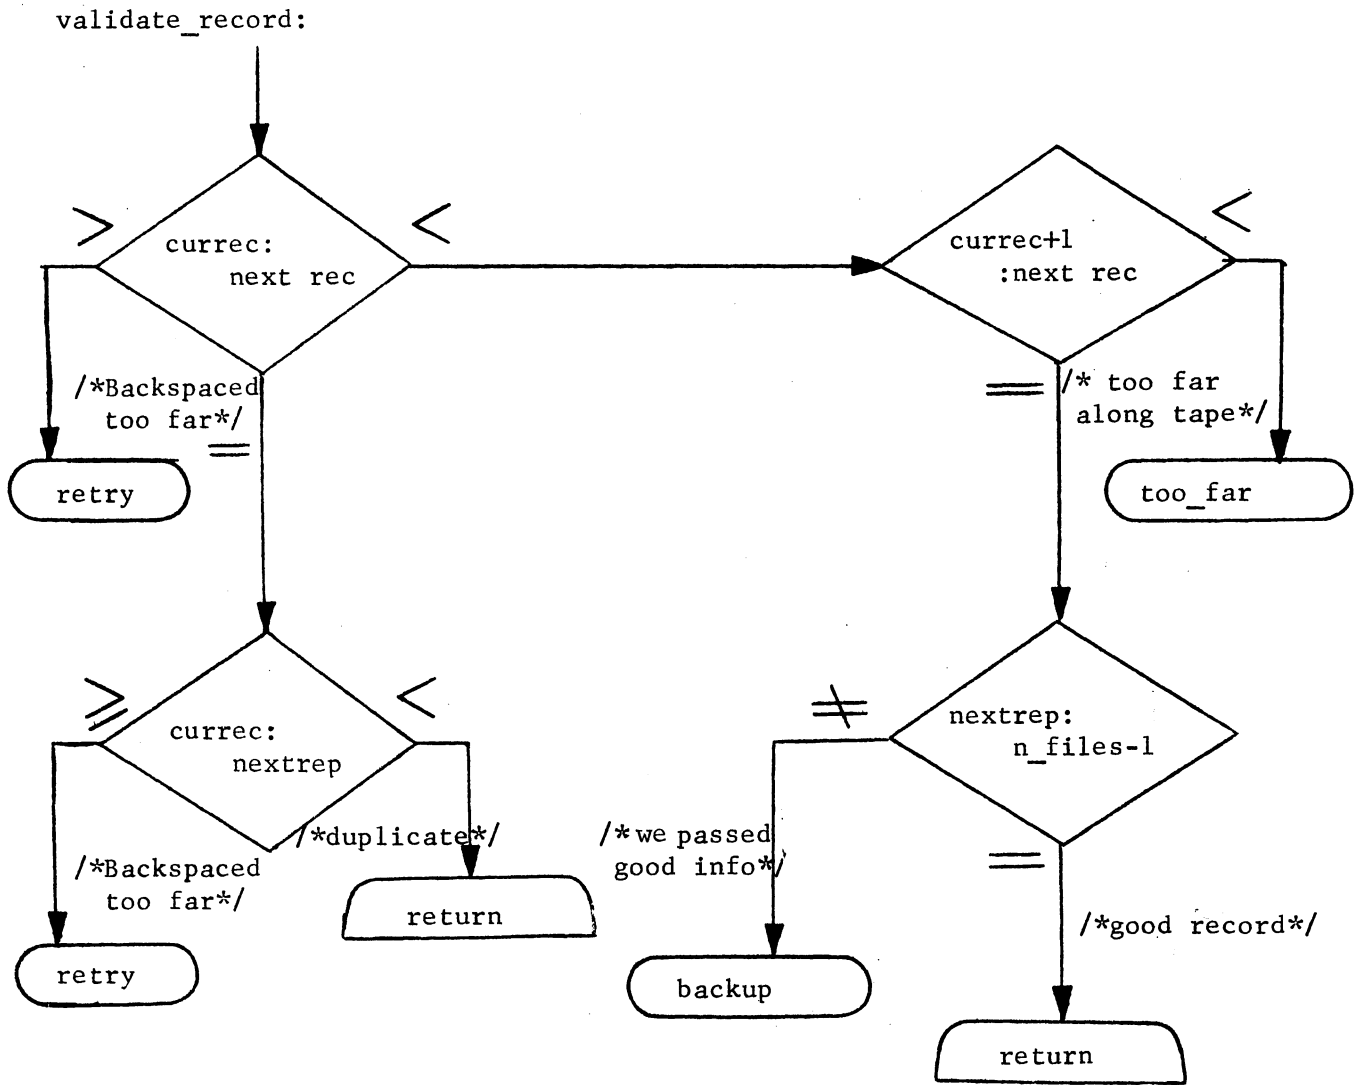 validate_record:
>
currec:
next rec
<
currec+1
:next rec
<
/*Backspaced
too far*/
=
retry
=
/* too far
along tape*/
too_far
≥
currec:
nextrep
<
/*Backspaced
too far*/
retry
/*duplicate*/
return
≠
nextrep:
n_files-1
/*we passed
good info*/
backup
=
/*good record*/
return